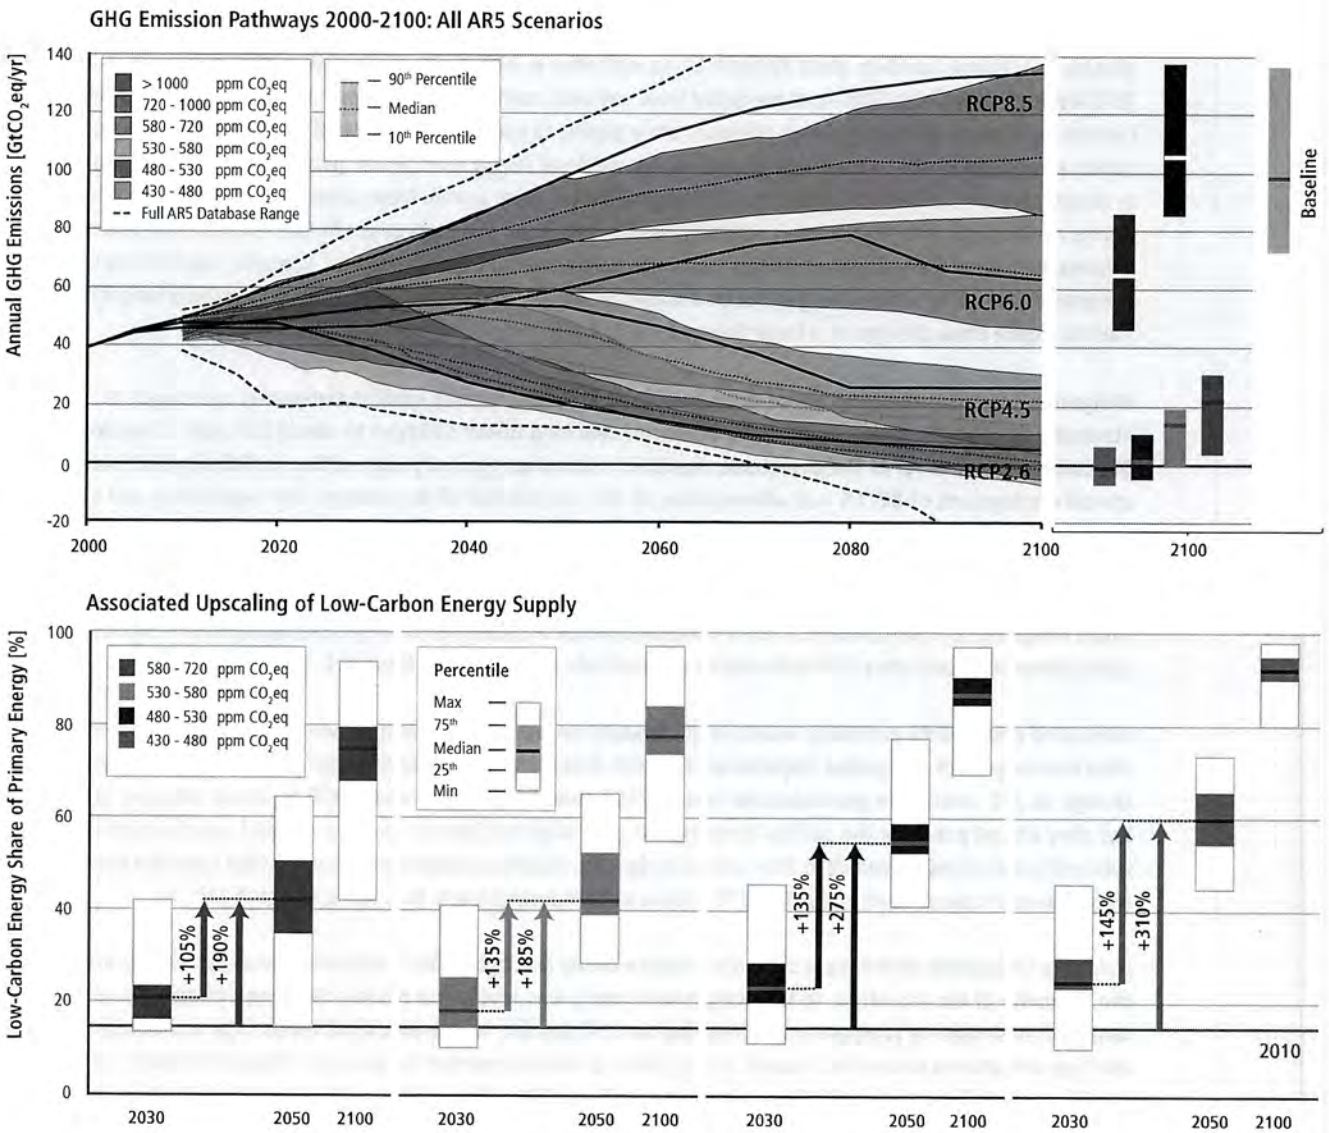 GHG Emission Pathways 2000-2100: All AR5 Scenarios
Annual GHG Emissions [GtCO2eq/yr]
140
120
100
80
60
40
20
0
-20
> 1000 ppm CO2eq
720 - 1000 ppm CO2eq
580 - 720 ppm CO2eq
530 - 580 ppm CO2eq
480 - 530 ppm CO2eq
430 - 480 ppm CO2eq
Full AR5 Database Range
90th Percentile
Median
10th Percentile
RCP8.5
RCP6.0
RCP4.5
RCP2.6
Baseline
2000 2020 2040 2060 2080 2100 2100
Associated Upscaling of Low-Carbon Energy Supply
Low-Carbon Energy Share of Primary Energy [%]
100
80
60
40
20
0
580 - 720 ppm CO2eq
530 - 580 ppm CO2eq
480 - 530 ppm CO2eq
430 - 480 ppm CO2eq
Percentile
Max
75th
Median
25th
Min
+105%
+190%
+135%
+185%
+135%
+275%
+145%
+310%
2010
2030 2050 2100 2030 2050 2100 2030 2050 2100 2030 2050 2100